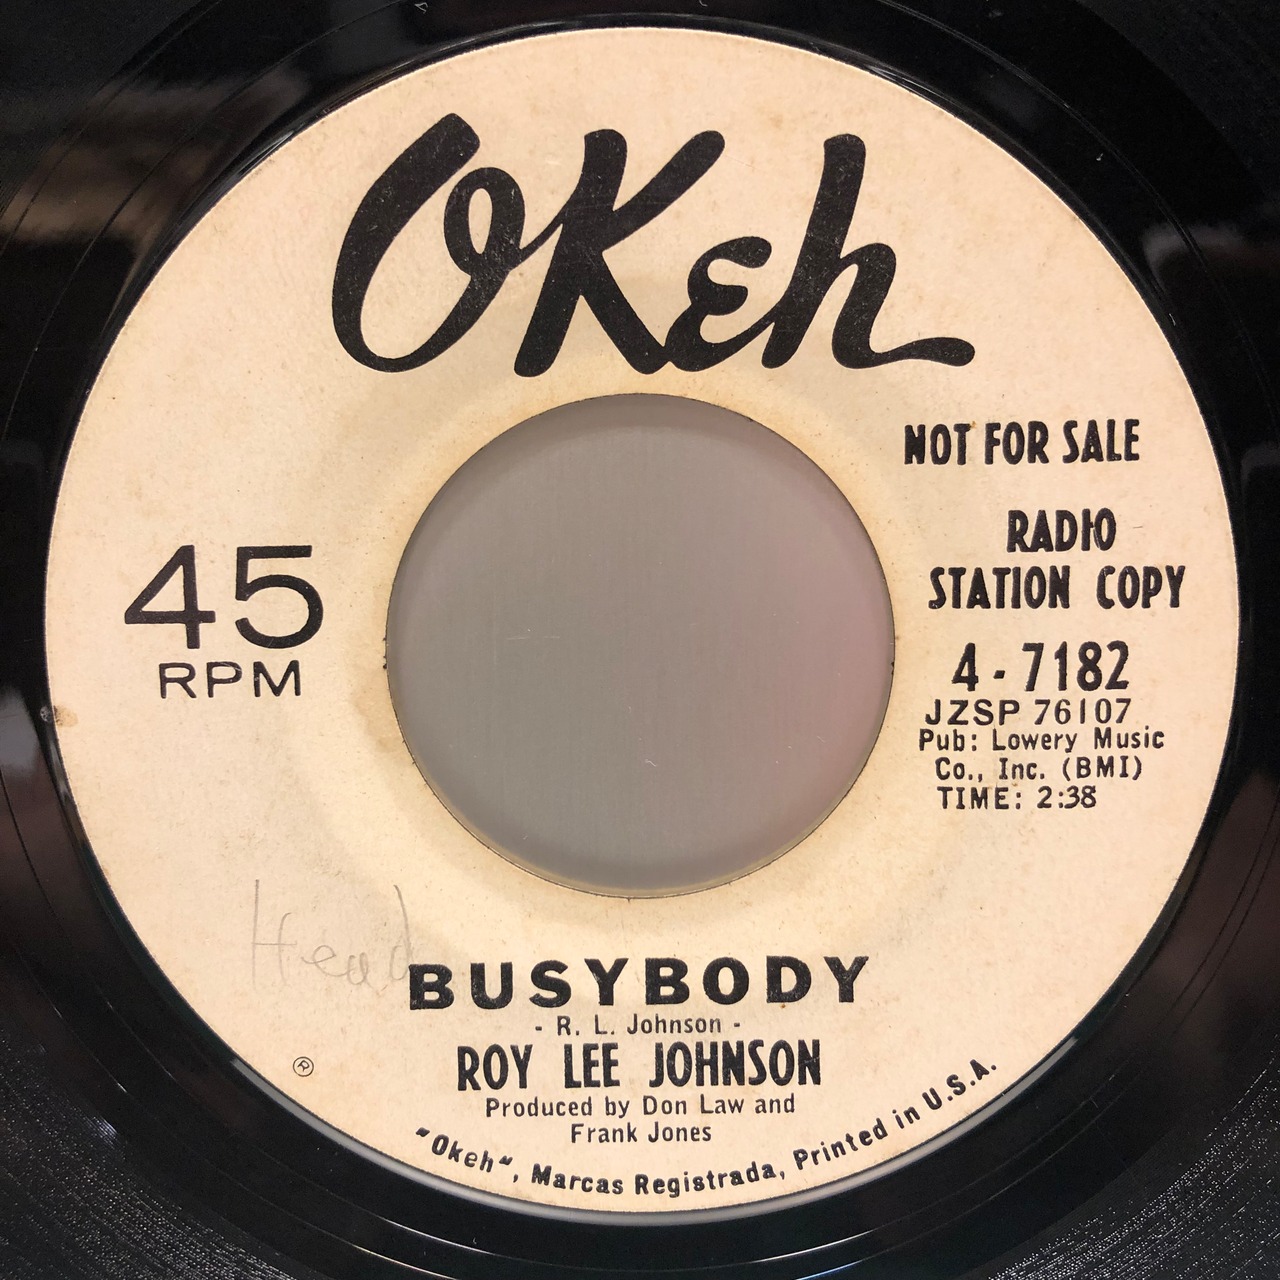 OKeh
NOT FOR SALE
RADIO
STATION COPY
45
RPM
4-7182
JZSP 76107
Pub: Lowery Music
Co., Inc. (BMI)
TIME: 2:38
Head
BUSYBODY
- R. L. Johnson -
ROY LEE JOHNSON
Produced by Don Law and
Frank Jones
®
"Okeh", Marcas Registrada, Printed in U.S.A.